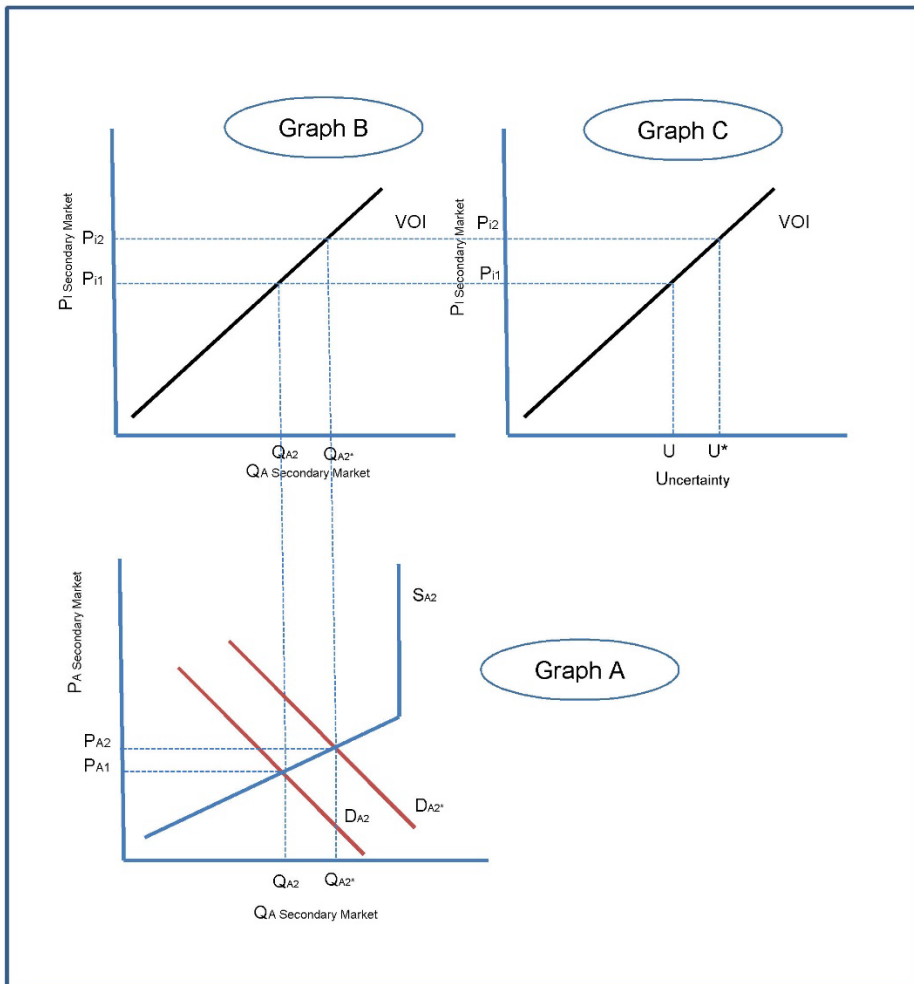 Graph B
Graph C
PI Secondary Market
VOI
Pi2
Pi1
QA2
QA2*
QA Secondary Market
PI Secondary Market
VOI
Pi2
Pi1
U
U*
Uncertainty
PA Secondary Market
SA2
Graph A
PA2
PA1
DA2
DA2*
QA2
QA2*
QA Secondary Market